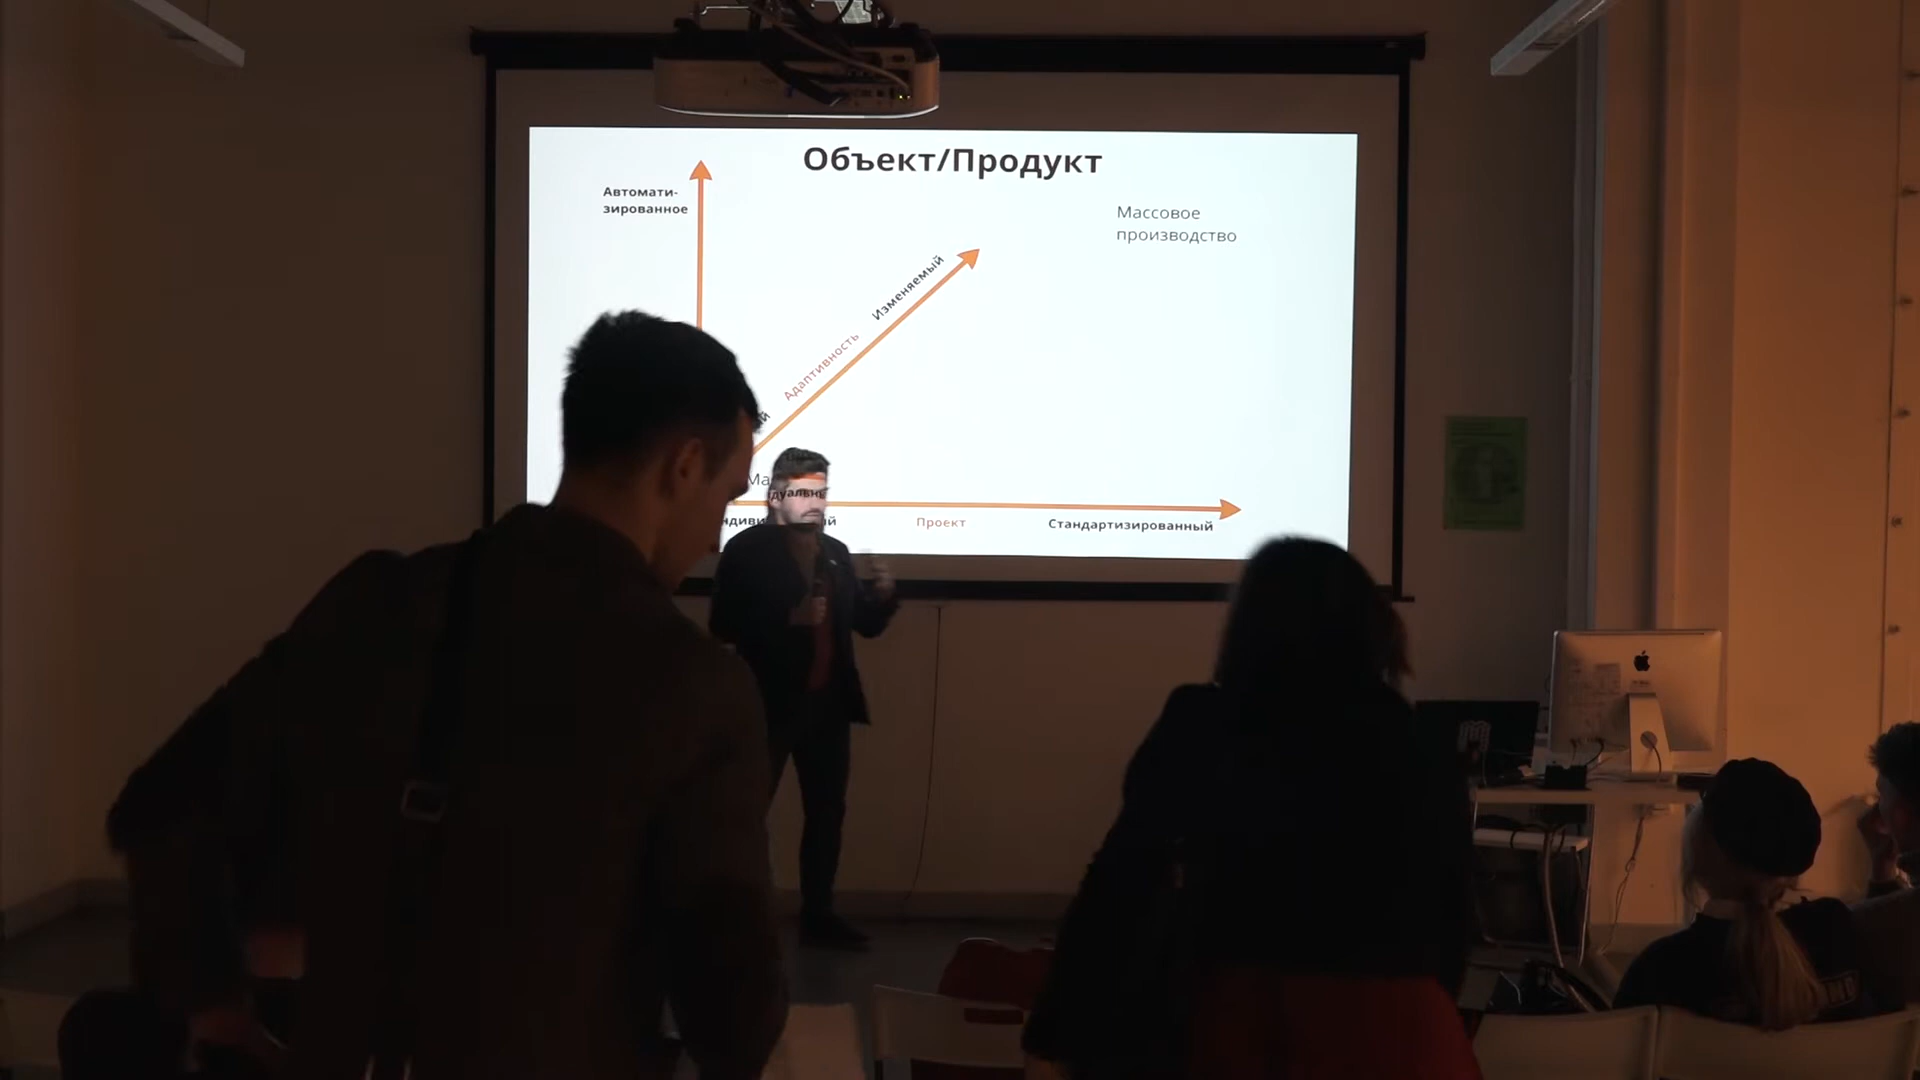 Объект/Продукт
Автомати-
зированное
Массовое
производство
Изменяемый
Адаптивность
Проект
Стандартизированный